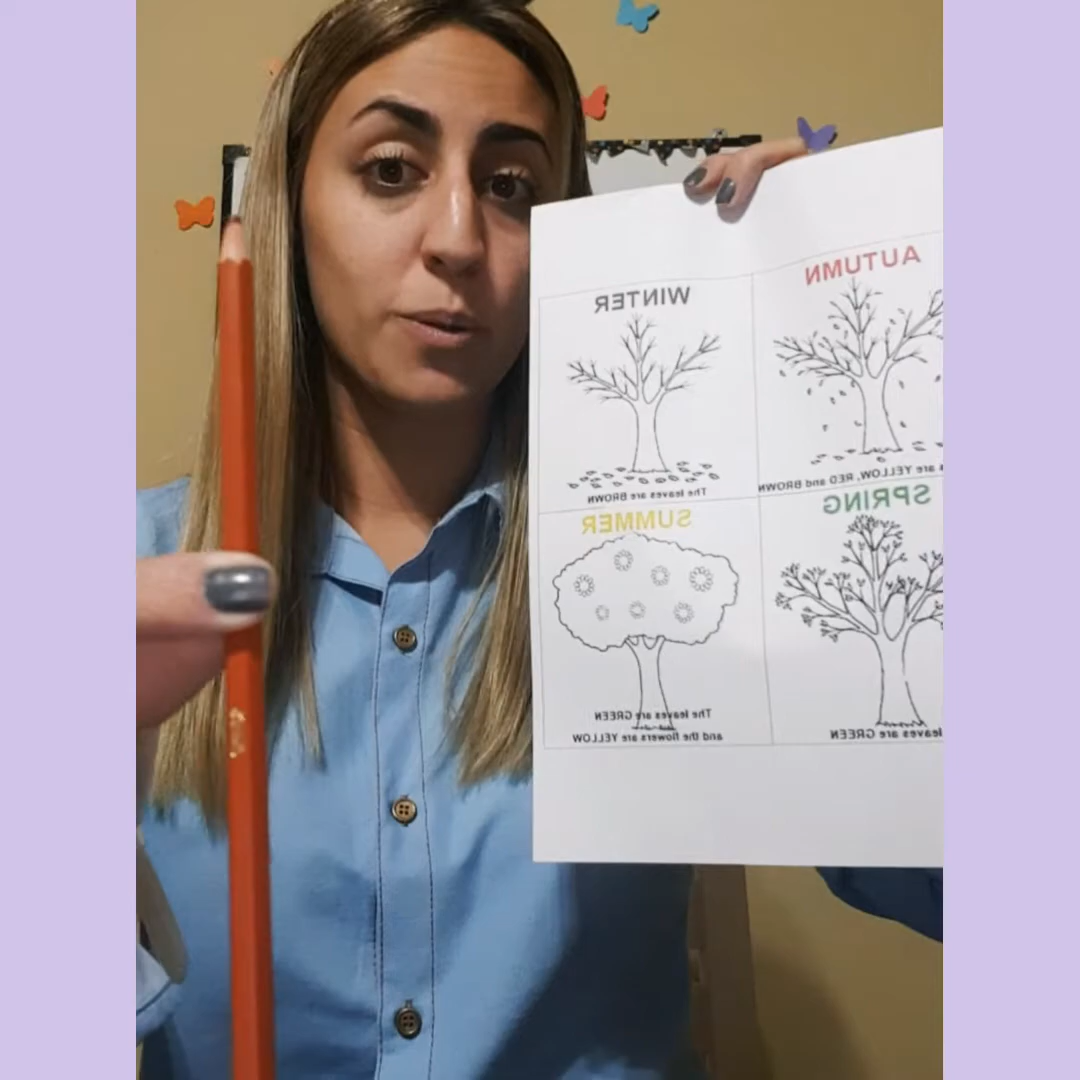 WINTER
The leaves are BROWN
AUTUMN
are YELLOW, RED and BROWN
SUMMER
The leaves are GREEN
and the flowers are YELLOW
SPRING
leaves are GREEN